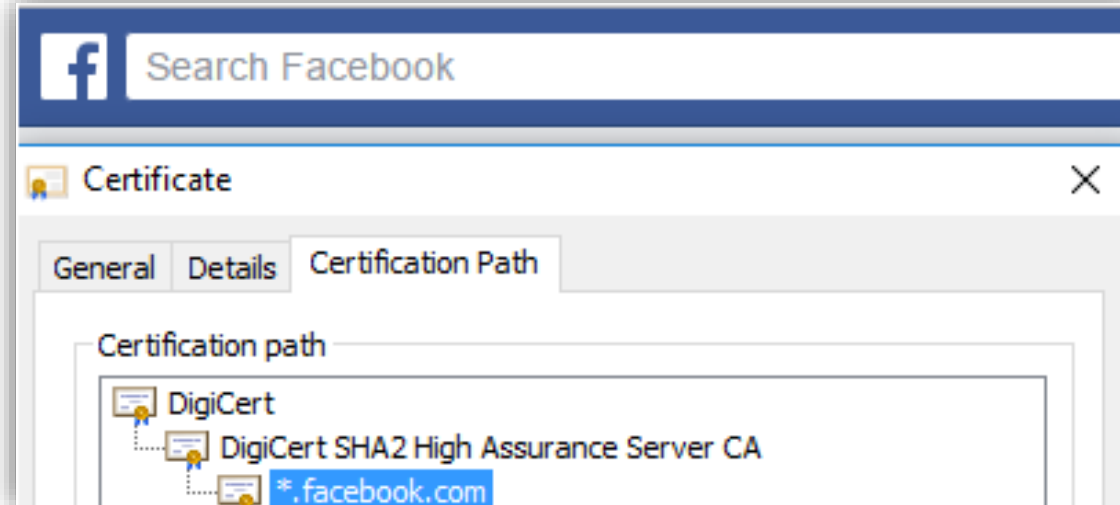 f Search Facebook
Certificate
General Details Certification Path
Certification path
DigiCert
DigiCert SHA2 High Assurance Server CA
*.facebook.com